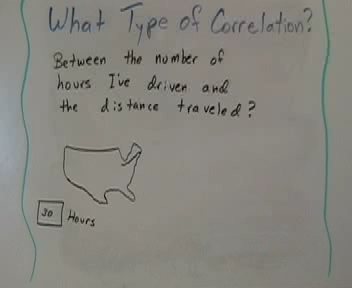 What Type of Correlation?
Between the number of
hours I've driven and
the distance traveled?
30 Hours